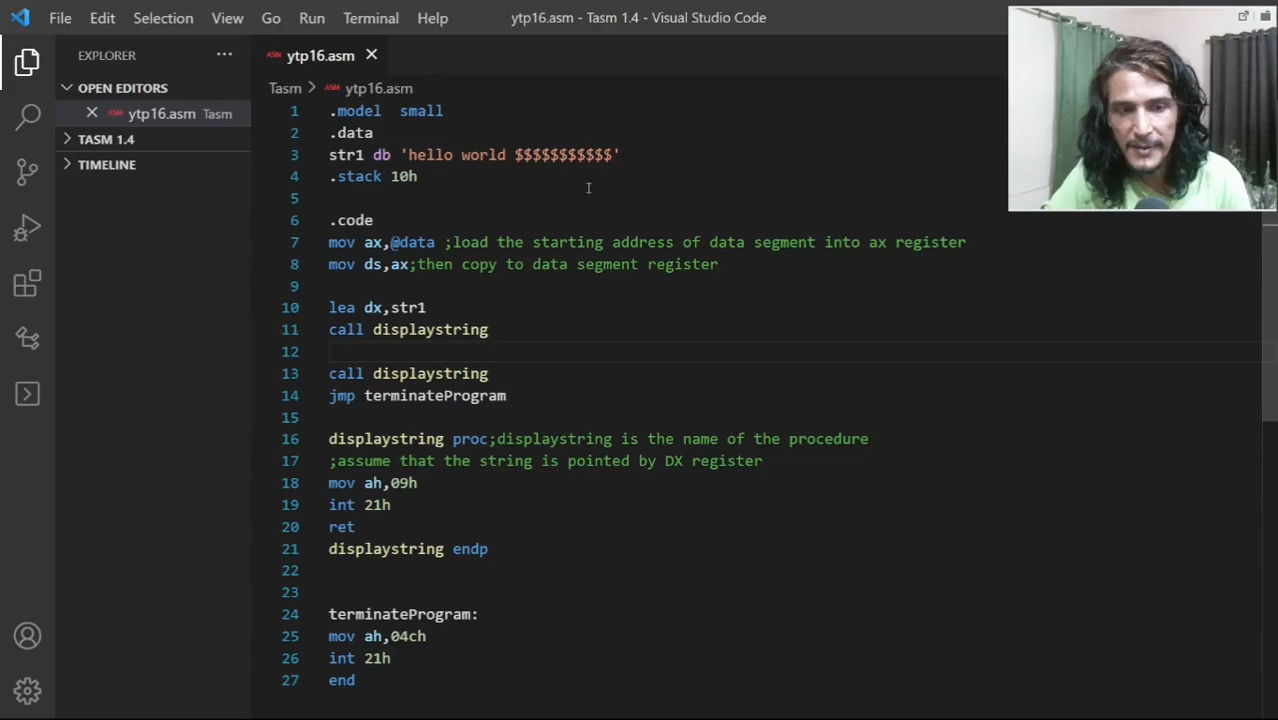 File Edit Selection View Go Run Terminal Help ytp16.asm - Tasm 1.4 - Visual Studio Code
EXPLORER ...
OPEN EDITORS
ASM ytp16.asm Tasm
TASM 1.4
TIMELINE
ASM ytp16.asm
Tasm > ASM ytp16.asm
1 .model  small
2 .data
3 str1 db 'hello world $$$$$$$$$$$'
4 .stack 10h
5
6 .code
7 mov ax,@data ;load the starting address of data segment into ax register
8 mov ds,ax;then copy to data segment register
9
10 lea dx,str1
11 call displaystring
12
13 call displaystring
14 jmp terminateProgram
15
16 displaystring proc;displaystring is the name of the procedure
17 ;assume that the string is pointed by DX register
18 mov ah,09h
19 int 21h
20 ret
21 displaystring endp
22
23
24 terminateProgram:
25 mov ah,04ch
26 int 21h
27 end